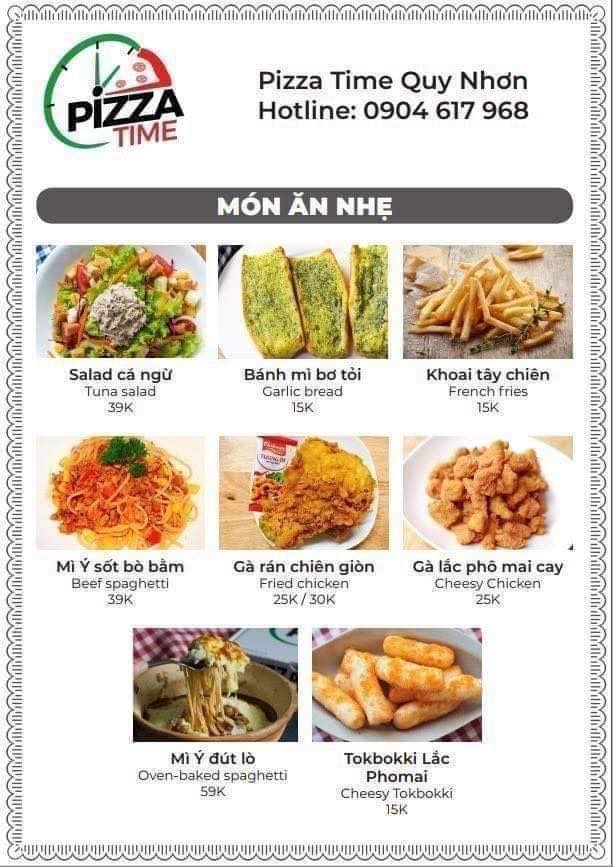 PIZZA
TIME
Pizza Time Quy Nhơn
Hotline: 0904 617 968
MÓN ĂN NHẸ
Salad cá ngừ
Tuna salad
39K
Bánh mì bơ tỏi
Garlic bread
15K
Khoai tây chiên
French fries
15K
TƯƠNG ỚT
Mì Ý sốt bò bằm
Beef spaghetti
39K
Gà rán chiên giòn
Fried chicken
25K / 30K
Gà lắc phô mai cay
Cheesy Chicken
25K
Mì Ý đút lò
Oven-baked spaghetti
59K
Tokbokki Lắc
Phomai
Cheesy Tokbokki
15K